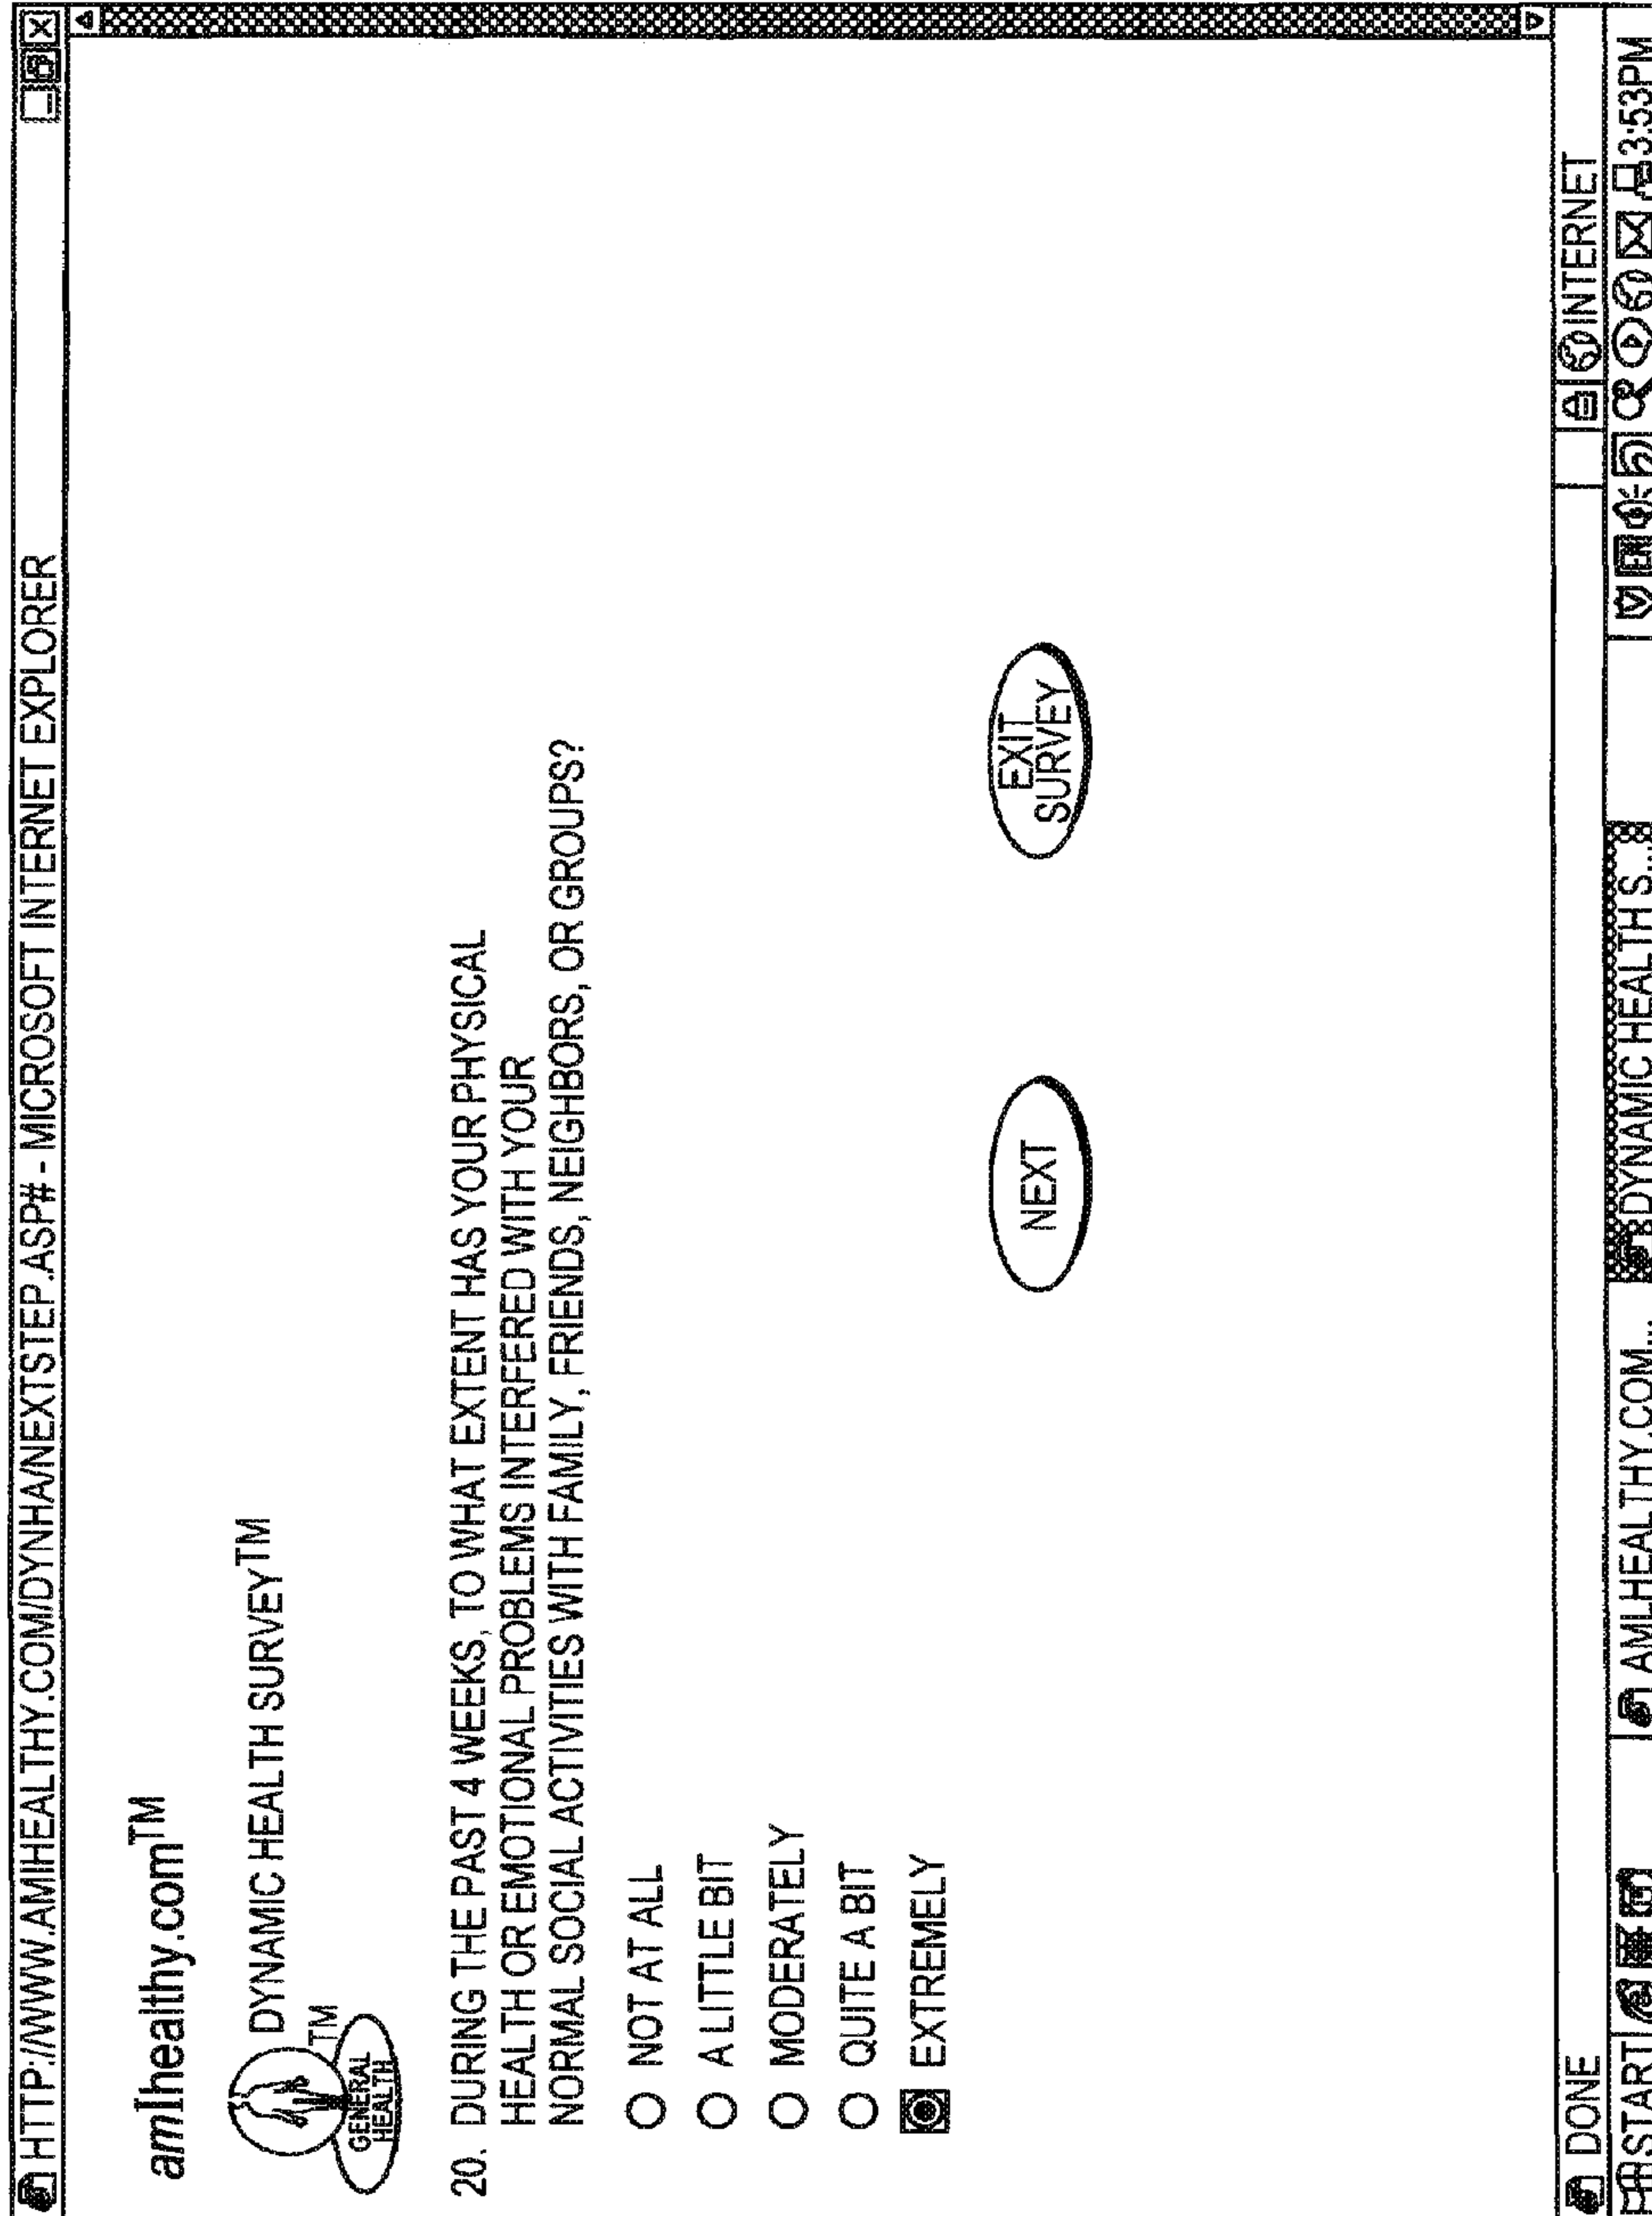 HTTP://WWW.AMIHEALTHY.COM/DYNHA/NEXTSTEP.ASP# - MICROSOFT INTERNET EXPLORER
amIhealthy.com™
DYNAMIC HEALTH SURVEY™
TM
GENERAL
HEALTH
20. DURING THE PAST 4 WEEKS, TO WHAT EXTENT HAS YOUR PHYSICAL
HEALTH OR EMOTIONAL PROBLEMS INTERFERED WITH YOUR
NORMAL SOCIAL ACTIVITIES WITH FAMILY, FRIENDS, NEIGHBORS, OR GROUPS?
NOT AT ALL
A LITTLE BIT
MODERATELY
QUITE A BIT
EXTREMELY
NEXT
EXIT
SURVEY
DONE
INTERNET
START
AMLHEALTHY.COM...
DYNAMIC HEALTH S...
EN
3:53PM